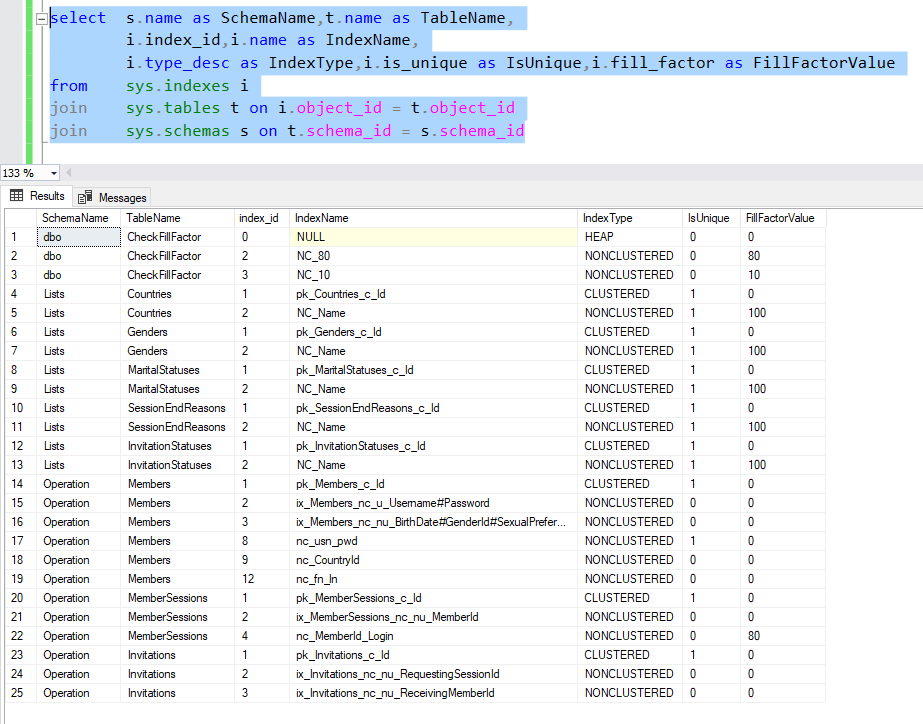 select  s.name as SchemaName,t.name as TableName,
i.index_id,i.name as IndexName,
i.type_desc as IndexType,i.is_unique as IsUnique,i.fill_factor as FillFactorValue
from    sys.indexes i
join    sys.tables t on i.object_id = t.object_id
join    sys.schemas s on t.schema_id = s.schema_id
133 %
Results Messages
SchemaName TableName index_id IndexName IndexType IsUnique FillFactorValue
1 dbo CheckFillFactor 0 NULL HEAP 0 0
2 dbo CheckFillFactor 2 NC_80 NONCLUSTERED 0 80
3 dbo CheckFillFactor 3 NC_10 NONCLUSTERED 0 10
4 Lists Countries 1 pk_Countries_c_Id CLUSTERED 1 0
5 Lists Countries 2 NC_Name NONCLUSTERED 1 100
6 Lists Genders 1 pk_Genders_c_Id CLUSTERED 1 0
7 Lists Genders 2 NC_Name NONCLUSTERED 1 100
8 Lists MaritalStatuses 1 pk_MaritalStatuses_c_Id CLUSTERED 1 0
9 Lists MaritalStatuses 2 NC_Name NONCLUSTERED 1 100
10 Lists SessionEndReasons 1 pk_SessionEndReasons_c_Id CLUSTERED 1 0
11 Lists SessionEndReasons 2 NC_Name NONCLUSTERED 1 100
12 Lists InvitationStatuses 1 pk_InvitationStatuses_c_Id CLUSTERED 1 0
13 Lists InvitationStatuses 2 NC_Name NONCLUSTERED 1 100
14 Operation Members 1 pk_Members_c_Id CLUSTERED 1 0
15 Operation Members 2 ix_Members_nc_u_Username#Password NONCLUSTERED 0 0
16 Operation Members 3 ix_Members_nc_nu_BirthDate#GenderId#SexualPrefer... NONCLUSTERED 0 0
17 Operation Members 8 nc_usn_pwd NONCLUSTERED 1 0
18 Operation Members 9 nc_CountryId NONCLUSTERED 0 0
19 Operation Members 12 nc_fn_ln NONCLUSTERED 0 0
20 Operation MemberSessions 1 pk_MemberSessions_c_Id CLUSTERED 1 0
21 Operation MemberSessions 2 ix_MemberSessions_nc_nu_MemberId NONCLUSTERED 0 0
22 Operation MemberSessions 4 nc_MemberId_Login NONCLUSTERED 0 80
23 Operation Invitations 1 pk_Invitations_c_Id CLUSTERED 1 0
24 Operation Invitations 2 ix_Invitations_nc_nu_RequestingSessionId NONCLUSTERED 0 0
25 Operation Invitations 3 ix_Invitations_nc_nu_ReceivingMemberId NONCLUSTERED 0 0